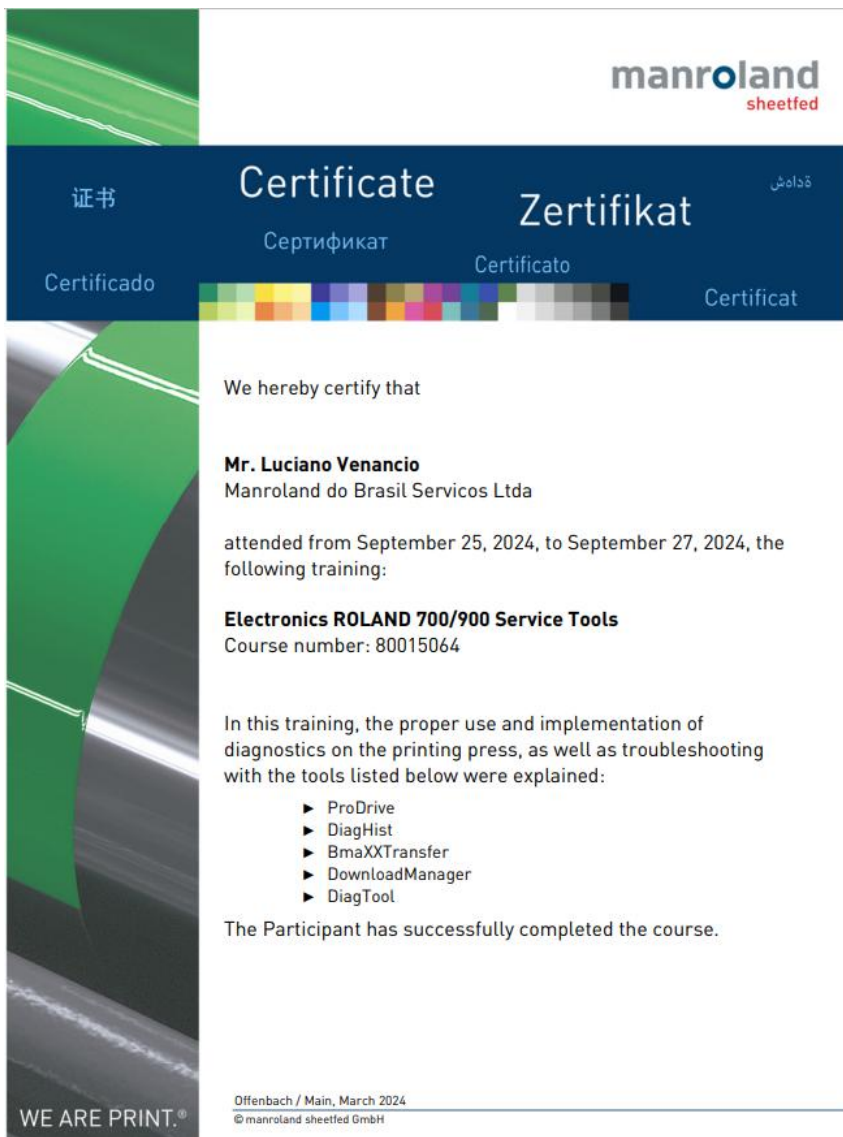 manroland
sheetfed
证书
Certificate
Zertifikat
ةداهش
Сертификат
Certificato
Certificado
Certificat
We hereby certify that
Mr. Luciano Venancio
Manroland do Brasil Servicos Ltda
attended from September 25, 2024, to September 27, 2024, the
following training:
Electronics ROLAND 700/900 Service Tools
Course number: 80015064
In this training, the proper use and implementation of
diagnostics on the printing press, as well as troubleshooting
with the tools listed below were explained:
► ProDrive
► DiagHist
► BmaXXTransfer
► DownloadManager
► DiagTool
The Participant has successfully completed the course.
Offenbach / Main, March 2024
© manroland sheetfed GmbH
WE ARE PRINT.®